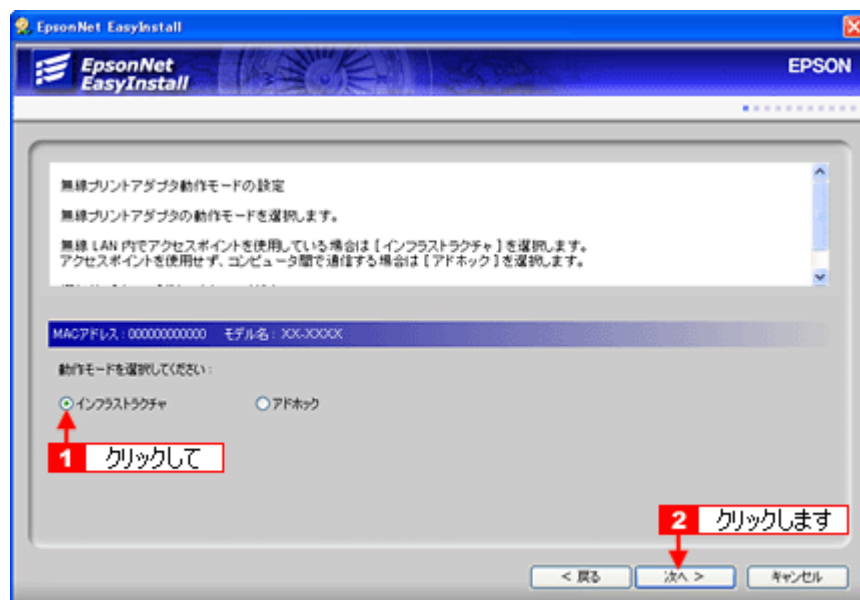 EpsonNet EasyInstall
EpsonNet
EasyInstall
EPSON
無線プリントアダプタ動作モードの設定
無線プリントアダプタの動作モードを選択します。
無線 LAN 内でアクセスポイントを使用している場合は [インフラストラクチャ] を選択します。
アクセスポイントを使用せず、コンピュータ間で通信する場合は [アドホック] を選択します。
MACアドレス : 000000000000 モデル名 : XX-XXXX
動作モードを選択してください :
インフラストラクチャ
アドホック
1 クリックして
2 クリックします
< 戻る
次へ >
キャンセル